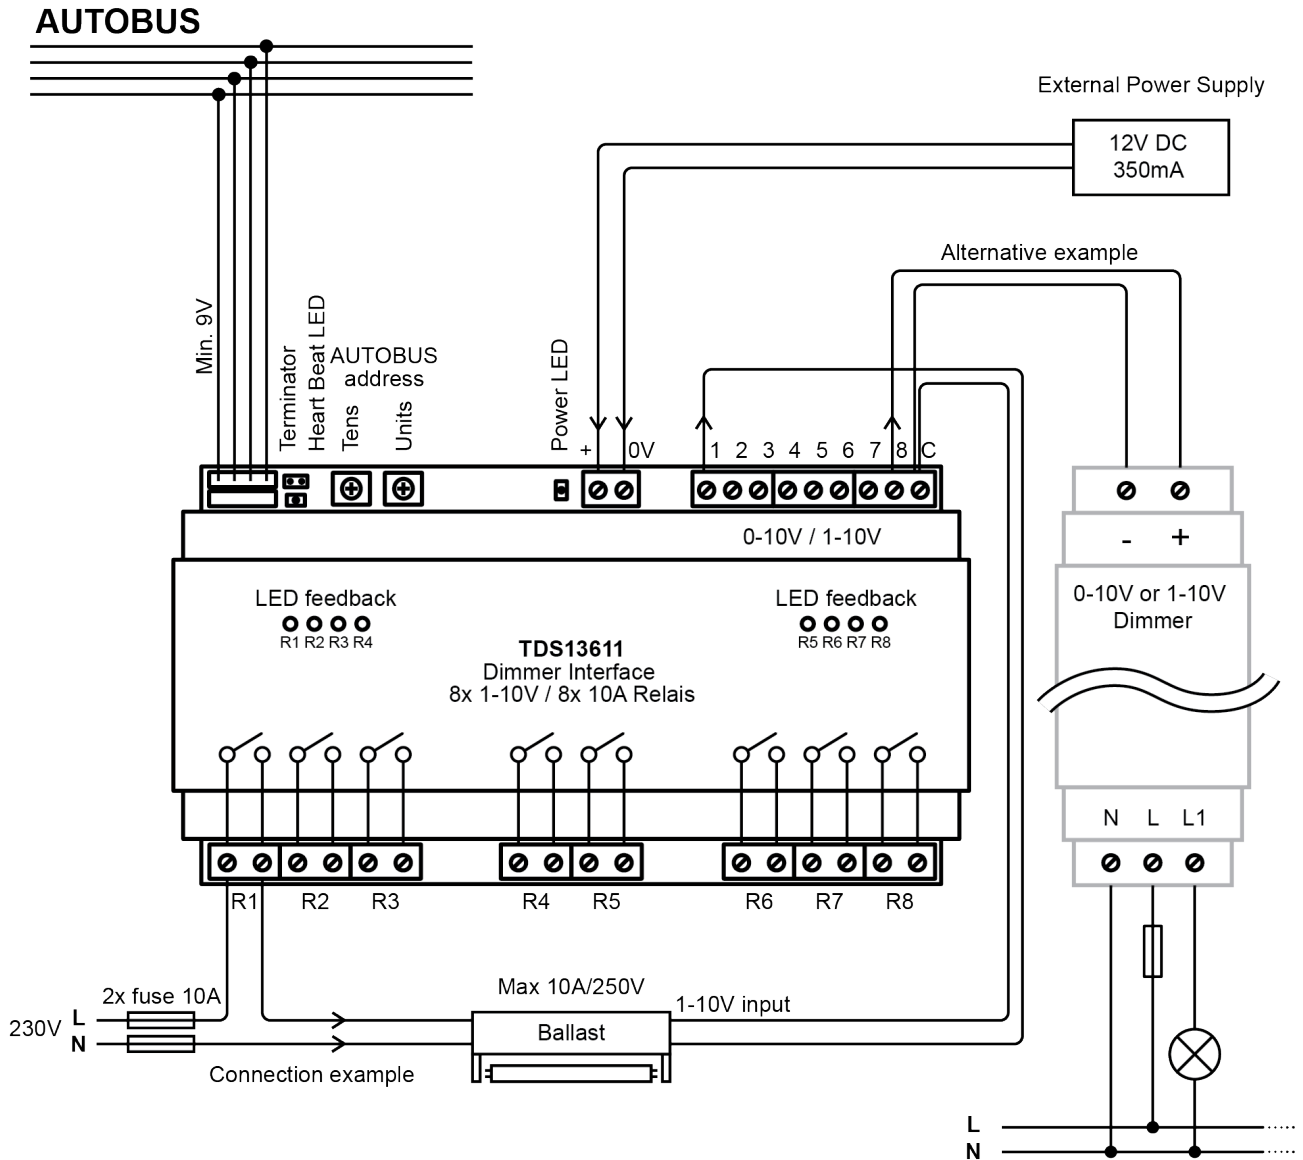 AUTOBUS
External Power Supply
12V DC
350mA
Alternative example
Min. 9V
Terminator
Heart Beat LED
AUTOBUS
address
Tens
Units
Power LED
+
0V
1 2 3 4 5 6 7 8 C
0-10V / 1-10V
- +
LED feedback
R1 R2 R3 R4
LED feedback
R5 R6 R7 R8
0-10V or 1-10V
Dimmer
TDS13611
Dimmer Interface
8x 1-10V / 8x 10A Relais
N L L1
R1 R2 R3 R4 R5 R6 R7 R8
2x fuse 10A
Max 10A/250V
1-10V input
230V
L
N
Ballast
Connection example
L
N